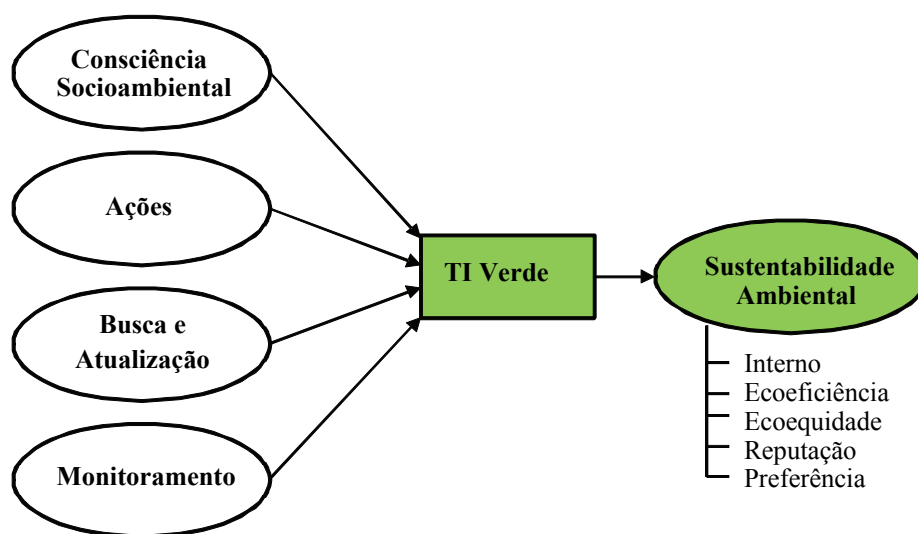 Consciência
Socioambiental
Ações
Busca e
Atualização
Monitoramento
TI Verde
Sustentabilidade
Ambiental
Interno
Ecoeficiência
Ecoequidade
Reputação
Preferência